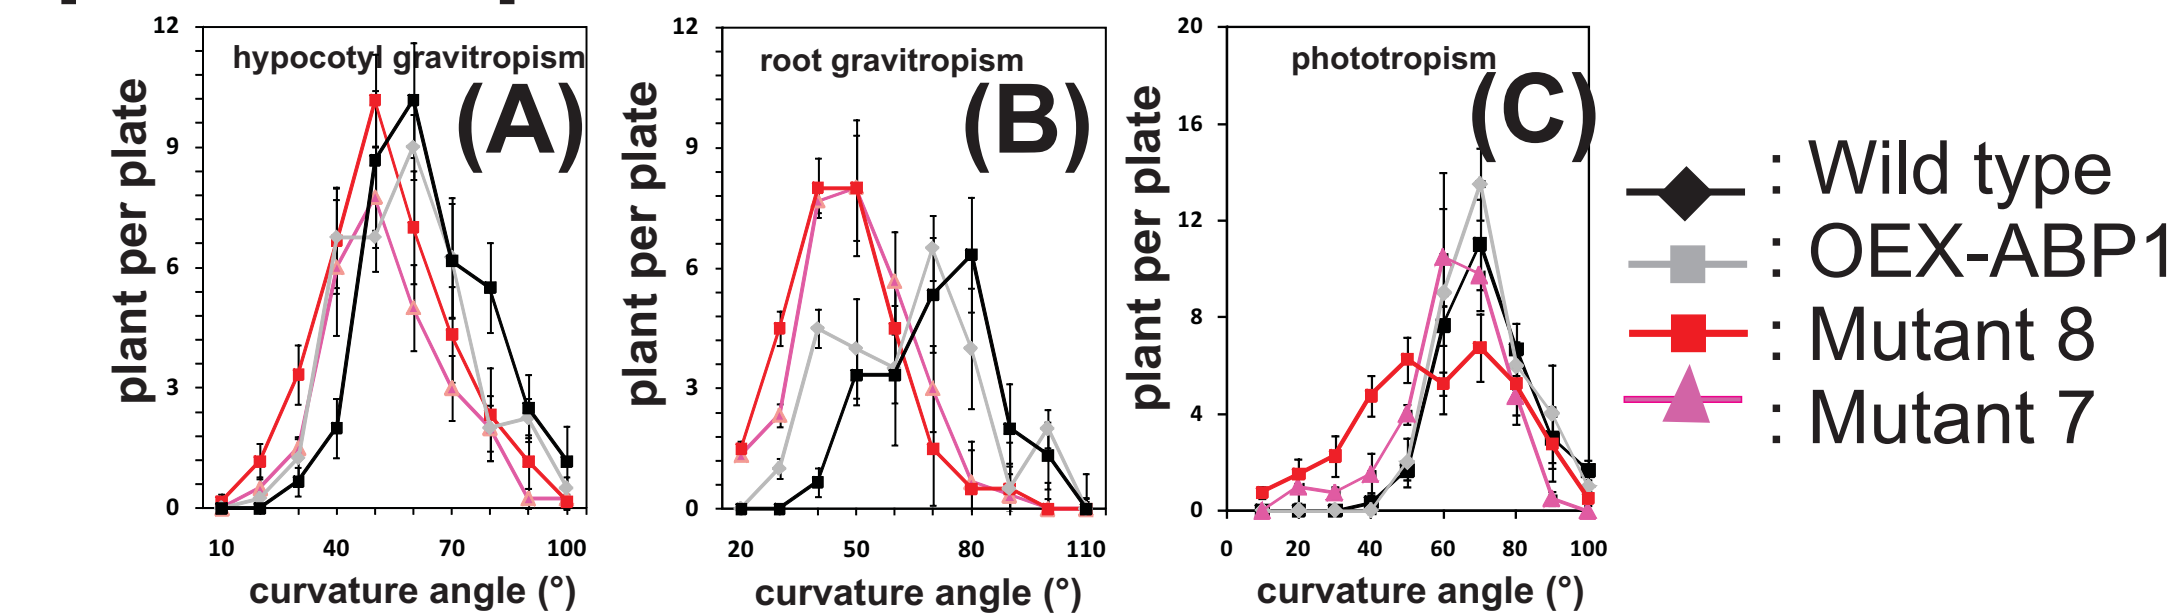 hypocotyl gravitropism
(A)
plant per plate
12
9
6
3
0
10 40 70 100
curvature angle (°)
root gravitropism
(B)
plant per plate
12
9
6
3
0
20 50 80 110
curvature angle (°)
phototropism
(C)
plant per plate
20
16
12
8
4
0
0 20 40 60 80 100
curvature angle (°)
: Wild type
: OEX-ABP1
: Mutant 8
: Mutant 7